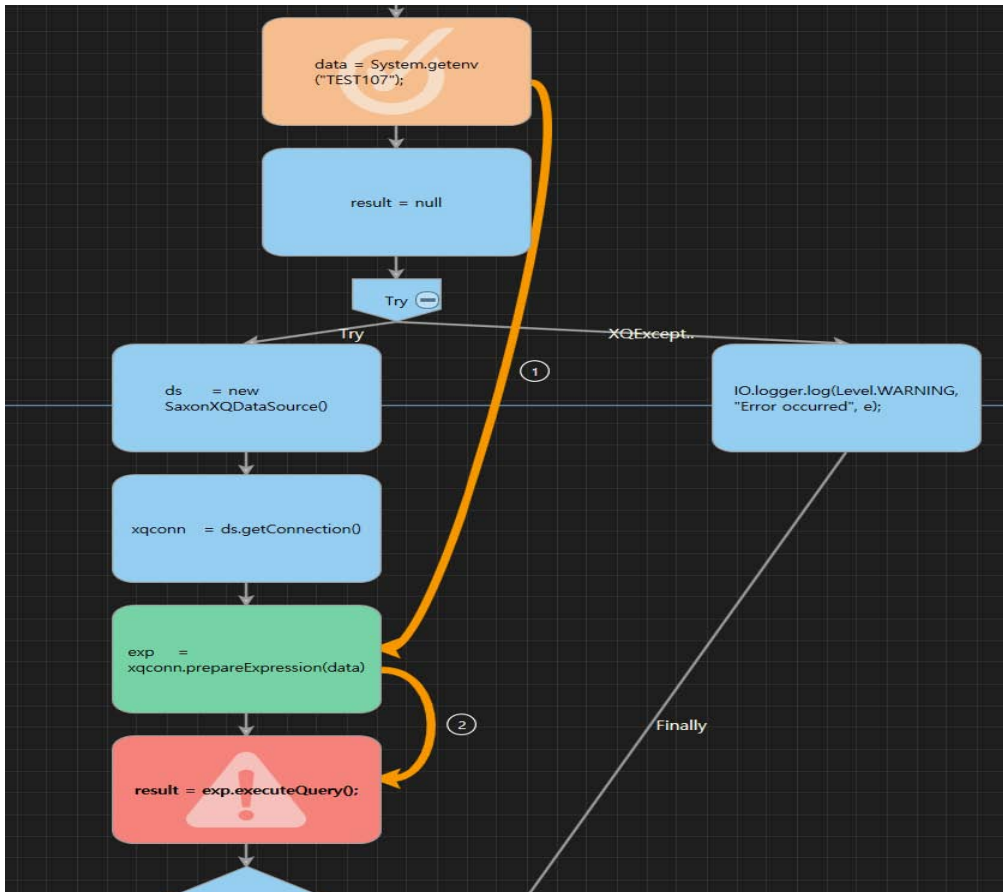 data = System.getenv
("TEST107");
result = null
Try
Try
XQExcept..
ds = new
SaxonXQDataSource()
1
IO.logger.log(Level.WARNING,
"Error occurred", e);
xqconn = ds.getConnection()
exp =
xqconn.prepareExpression(data)
2
Finally
result = exp.executeQuery();